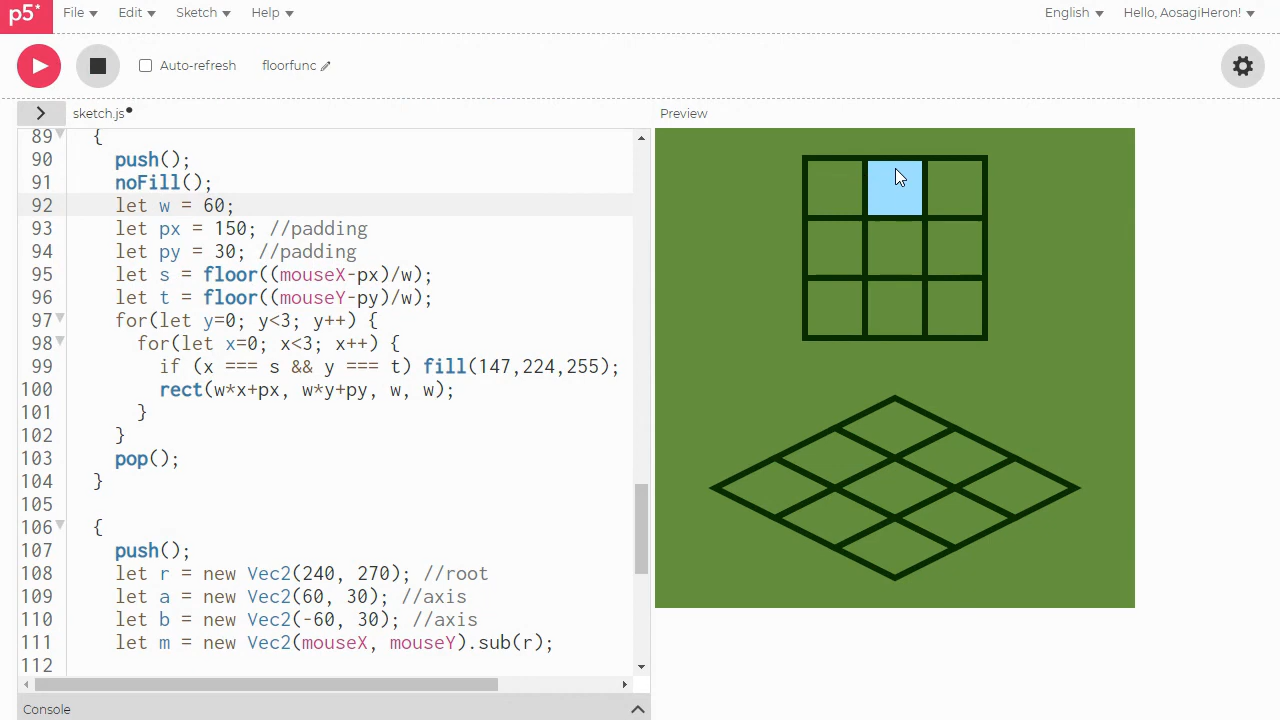 p5* File Edit Sketch Help English Hello, AosagiHeron!
Auto-refresh floorfunc
sketch.js Preview
89 {
90 push();
91 noFill();
92 let w = 60;
93 let px = 150; //padding
94 let py = 30; //padding
95 let s = floor((mouseX-px)/w);
96 let t = floor((mouseY-py)/w);
97 for(let y=0; y<3; y++) {
98 for(let x=0; x<3; x++) {
99 if (x === s && y === t) fill(147,224,255);
100 rect(w*x+px, w*y+py, w, w);
101 }
102 }
103 pop();
104 }
105
106 {
107 push();
108 let r = new Vec2(240, 270); //root
109 let a = new Vec2(60, 30); //axis
110 let b = new Vec2(-60, 30); //axis
111 let m = new Vec2(mouseX, mouseY).sub(r);
112
Console